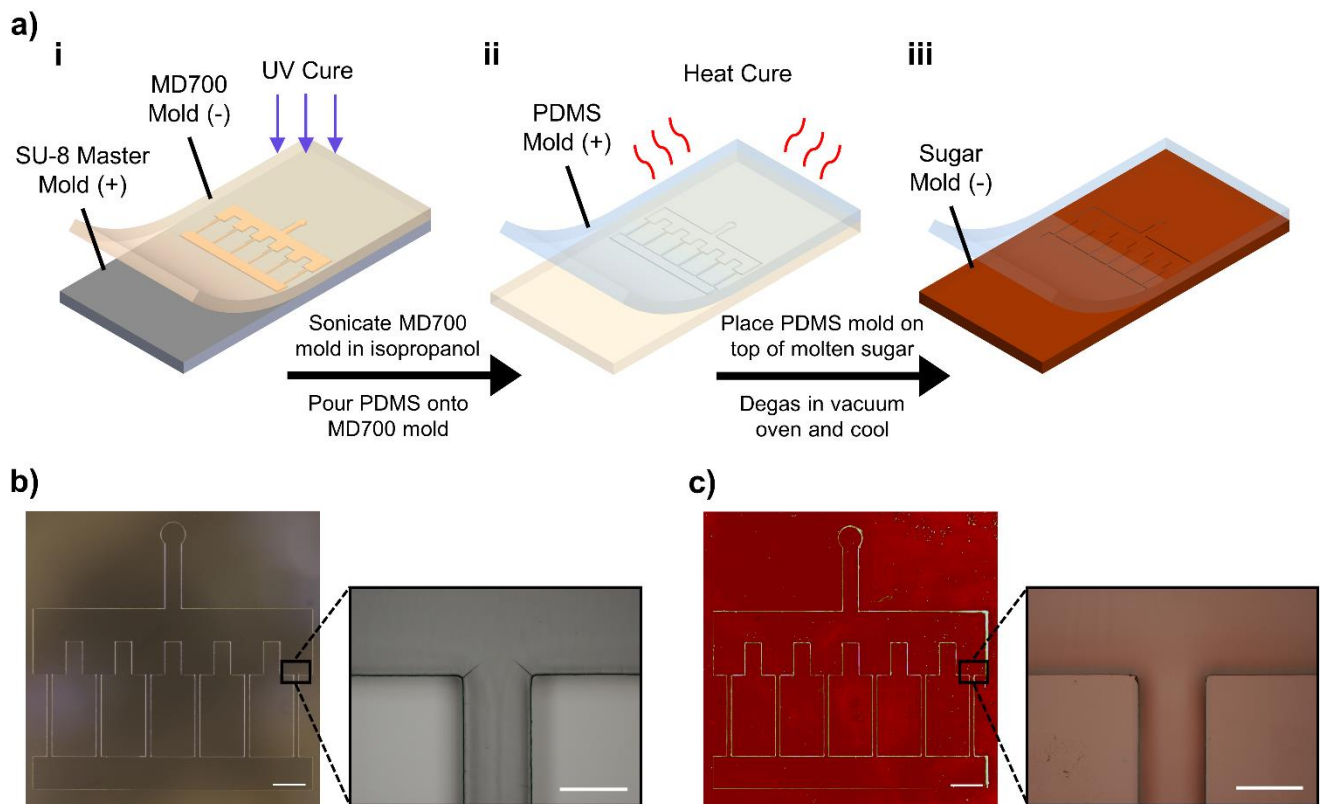 a)
i
UV Cure
MD700
Mold (-)
SU-8 Master
Mold (+)
Sonicate MD700
mold in isopropanol
Pour PDMS onto
MD700 mold
ii
Heat Cure
PDMS
Mold (+)
Place PDMS mold on
top of molten sugar
Degas in vacuum
oven and cool
iii
Sugar
Mold (-)
b)
c)